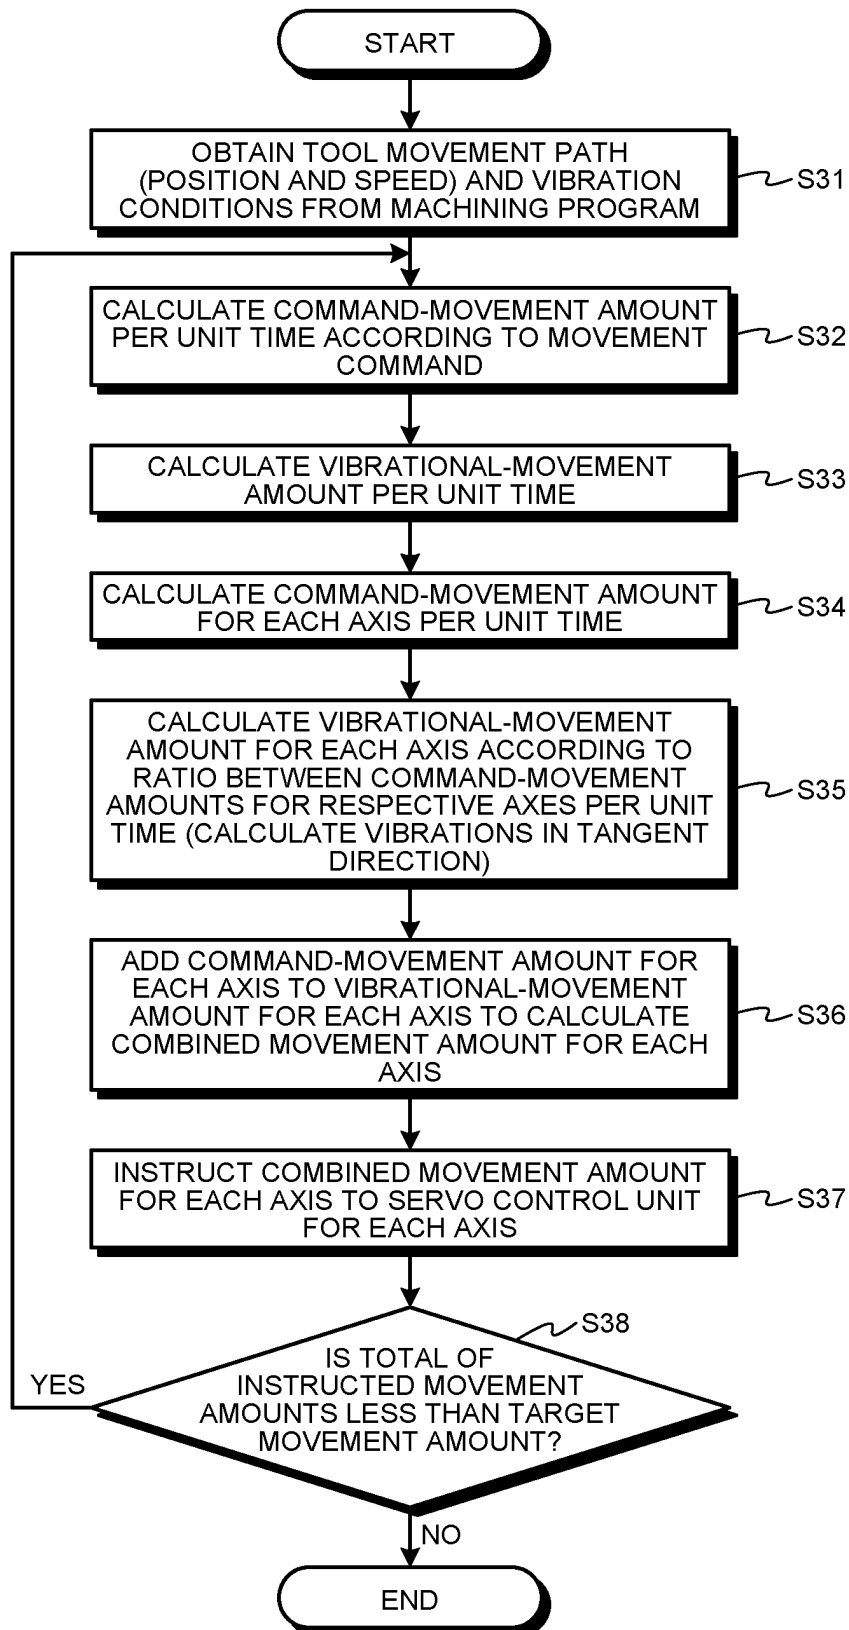 START
OBTAIN TOOL MOVEMENT PATH
(POSITION AND SPEED) AND VIBRATION
CONDITIONS FROM MACHINING PROGRAM
S31
CALCULATE COMMAND-MOVEMENT AMOUNT
PER UNIT TIME ACCORDING TO MOVEMENT
COMMAND
S32
CALCULATE VIBRATIONAL-MOVEMENT
AMOUNT PER UNIT TIME
S33
CALCULATE COMMAND-MOVEMENT AMOUNT
FOR EACH AXIS PER UNIT TIME
S34
CALCULATE VIBRATIONAL-MOVEMENT
AMOUNT FOR EACH AXIS ACCORDING TO
RATIO BETWEEN COMMAND-MOVEMENT
AMOUNTS FOR RESPECTIVE AXES PER UNIT
TIME (CALCULATE VIBRATIONS IN TANGENT
DIRECTION)
S35
ADD COMMAND-MOVEMENT AMOUNT FOR
EACH AXIS TO VIBRATIONAL-MOVEMENT
AMOUNT FOR EACH AXIS TO CALCULATE
COMBINED MOVEMENT AMOUNT FOR EACH
AXIS
S36
INSTRUCT COMBINED MOVEMENT AMOUNT
FOR EACH AXIS TO SERVO CONTROL UNIT
FOR EACH AXIS
S37
S38
IS TOTAL OF
INSTRUCTED MOVEMENT
AMOUNTS LESS THAN TARGET
MOVEMENT AMOUNT?
YES
NO
END